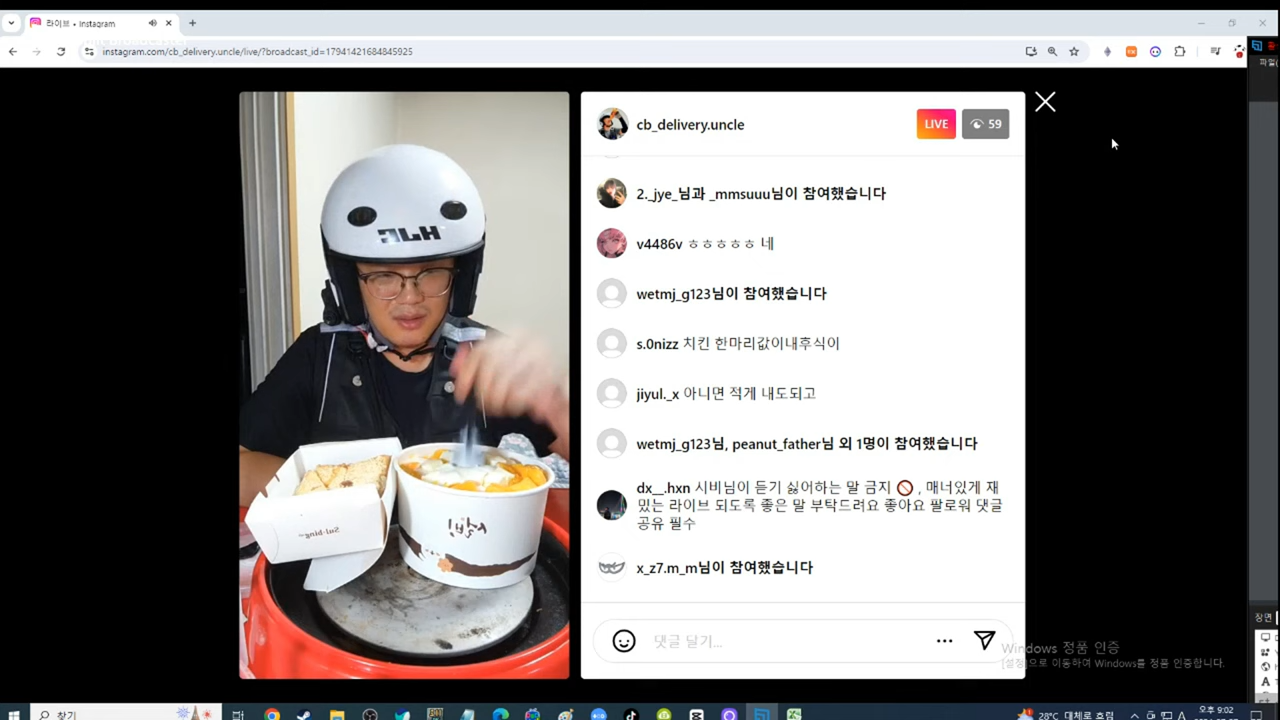 라이브 • Instagram
instagram.com/cb_delivery.uncle/live/?broadcast_id=17941421684845925
파일(
cb_delivery.uncle
LIVE
59
2._jye_님과 _mmsuuu님이 참여했습니다
v4486v ㅎㅎㅎㅎㅎ 네
wetmj_g123님이 참여했습니다
s.0nizz 치킨 한마리값이내후식이
jiyul._x 아니면 적게 내도되고
wetmj_g123님, peanut_father님 외 1명이 참여했습니다
dx__.hxn 시비님이 듣기 싫어하는 말 금지 🚫 , 매너있게 재
밌는 라이브 되도록 좋은 말 부탁드려요 좋아요 팔로워 댓글
공유 필수
x_z7.m_m님이 참여했습니다
댓글 달기...
HJC
설빙
Sul-bing
Windows 정품 인증
[설정]으로 이동하여 Windows를 정품 인증합니다.
장면
찾기
28°C 대체로 흐림
오후 9:02